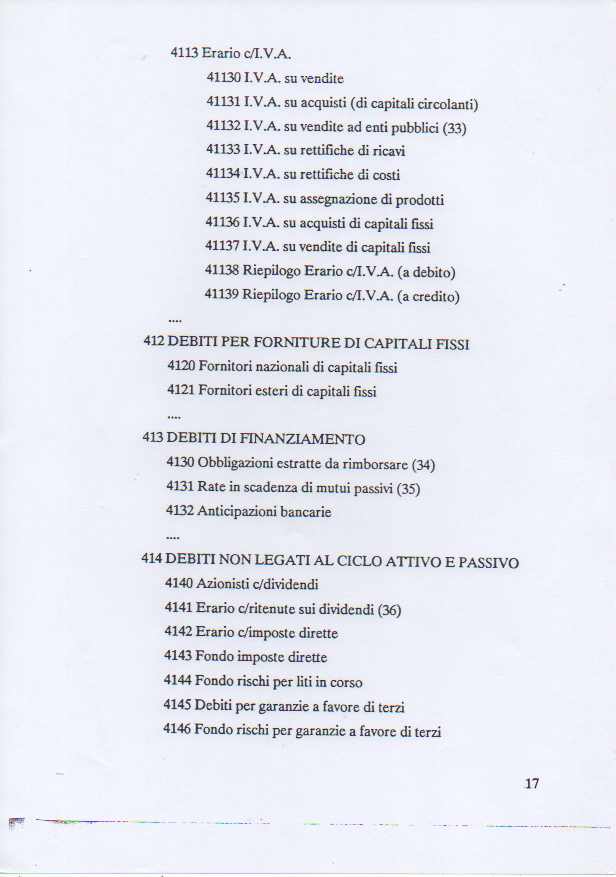 4113 Erario c/I.V.A.
41130 I.V.A. su vendite
41131 I.V.A. su acquisti (di capitali circolanti)
41132 I.V.A. su vendite ad enti pubblici (33)
41133 I.V.A. su rettifiche di ricavi
41134 I.V.A. su rettifiche di costi
41135 I.V.A. su assegnazione di prodotti
41136 I.V.A. su acquisti di capitali fissi
41137 I.V.A. su vendite di capitali fissi
41138 Riepilogo Erario c/I.V.A. (a debito)
41139 Riepilogo Erario c/I.V.A. (a credito)
....
412 DEBITI PER FORNITURE DI CAPITALI FISSI
4120 Fornitori nazionali di capitali fissi
4121 Fornitori esteri di capitali fissi
....
413 DEBITI DI FINANZIAMENTO
4130 Obbligazioni estratte da rimborsare (34)
4131 Rate in scadenza di mutui passivi (35)
4132 Anticipazioni bancarie
....
414 DEBITI NON LEGATI AL CICLO ATTIVO E PASSIVO
4140 Azionisti c/dividendi
4141 Erario c/ritenute sui dividendi (36)
4142 Erario c/imposte dirette
4143 Fondo imposte dirette
4144 Fondo rischi per liti in corso
4145 Debiti per garanzie a favore di terzi
4146 Fondo rischi per garanzie a favore di terzi
17